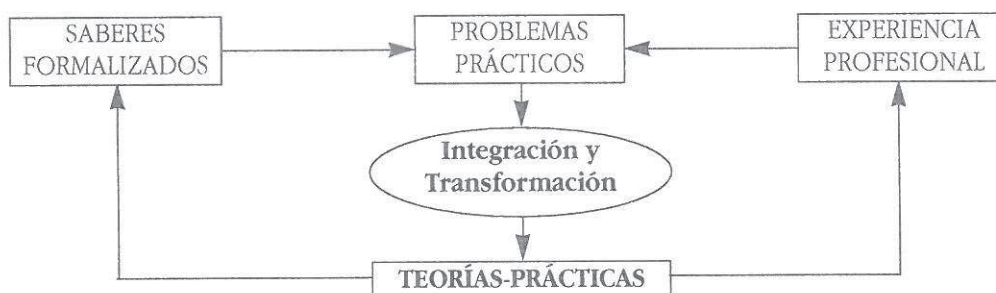 SABERES
FORMALIZADOS
PROBLEMAS
PRÁCTICOS
EXPERIENCIA
PROFESIONAL
Integración y
Transformación
TEORÍAS-PRÁCTICAS